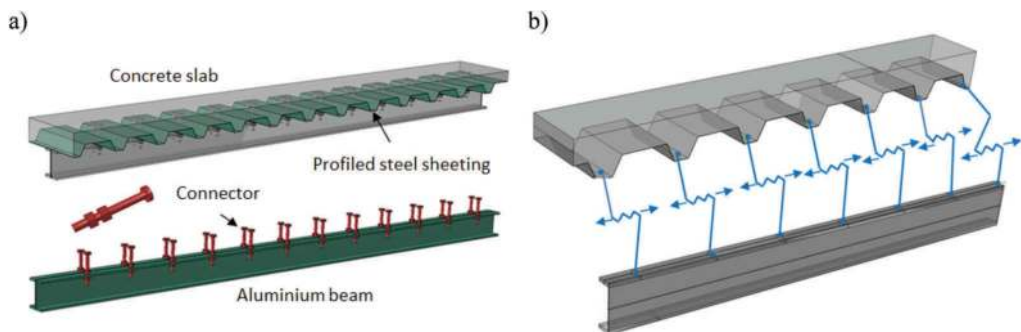 a)
b)
Concrete slab
Profiled steel sheeting
Connector
Aluminium beam